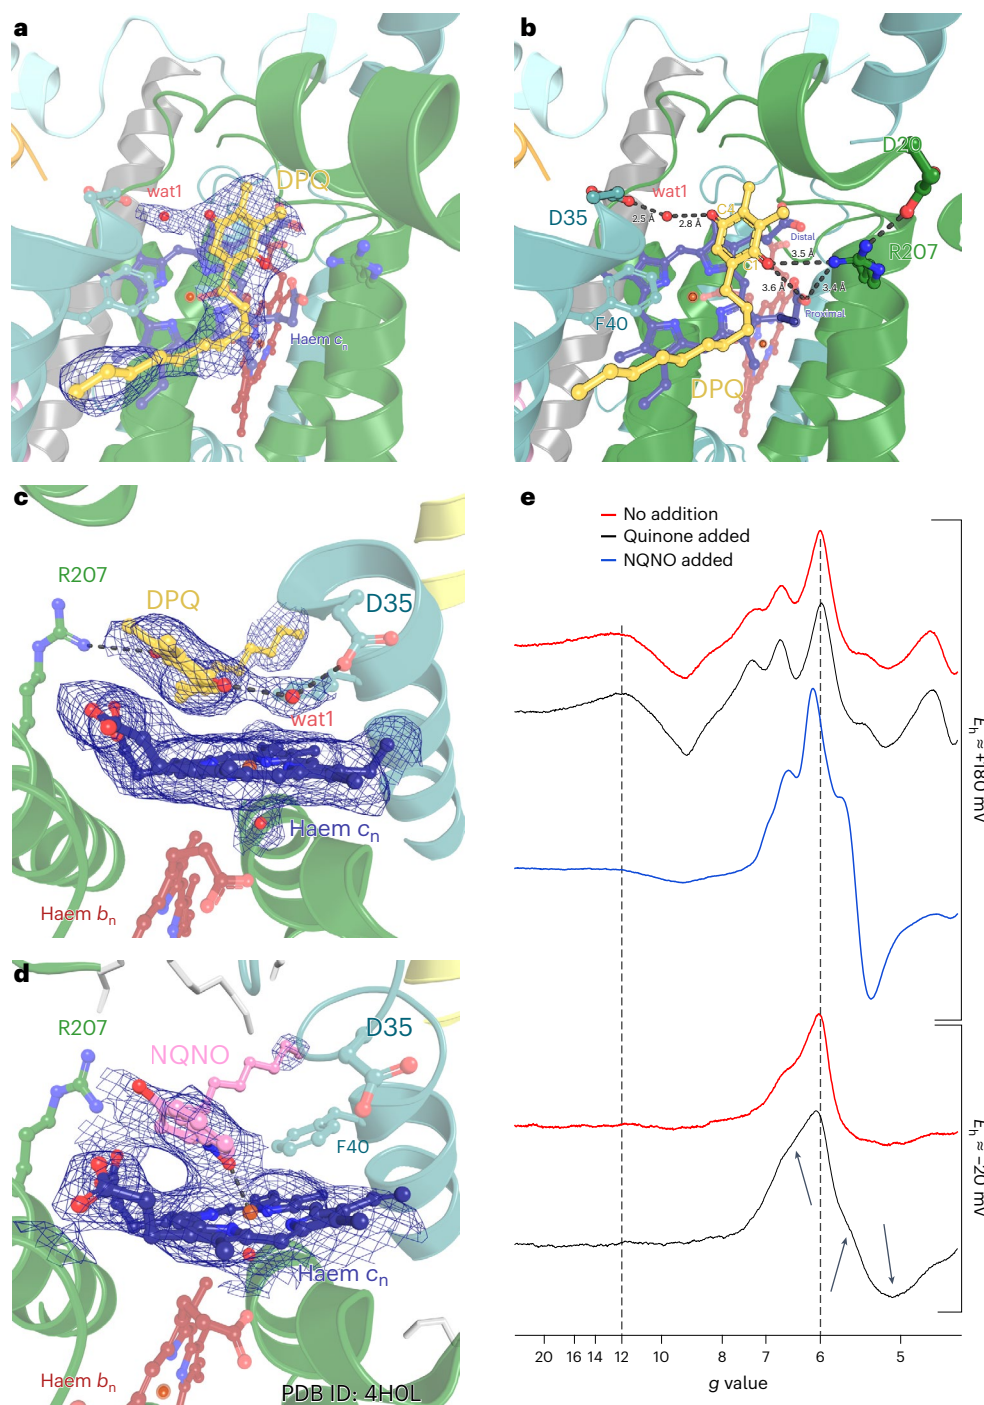 a
wat1
DPQ
Haem cn
b
D20
D35
wat1
C4
2.5 Å
2.8 Å
Distal
R207
C1
3.5 Å
3.6 Å
3.4 Å
Proximal
F40
DPQ
c
R207
DPQ
D35
wat1
Haem cn
Haem bn
d
R207
NQNO
D35
F40
Haem cn
Haem bn
PDB ID: 4H0L
e
No addition
Quinone added
NQNO added
Eh ≈ +180 mV
Eh ≈ −20 mV
20 16 14 12 10 8 7 6 5
g value